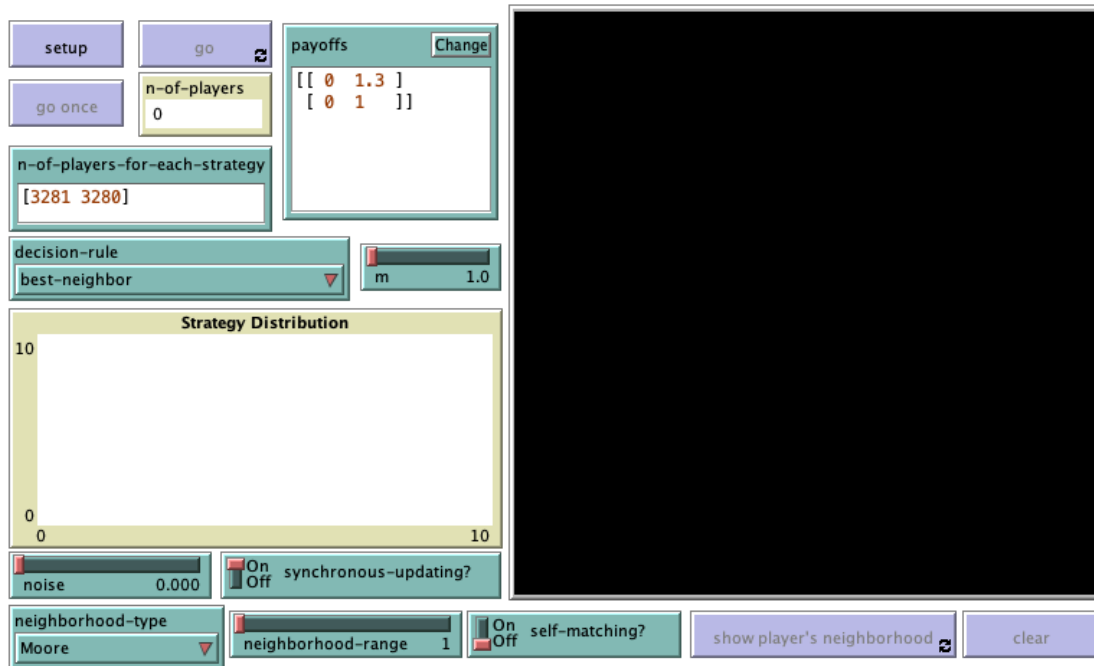 setup
go
payoffs
Change
[[ 0 1.3 ]
[ 0 1 ]]
go once
n-of-players
0
n-of-players-for-each-strategy
[3281 3280]
decision-rule
best-neighbor
m 1.0
Strategy Distribution
10
0
0 10
noise 0.000
On
Off
synchronous-updating?
neighborhood-type
Moore
neighborhood-range 1
On
Off
self-matching?
show player's neighborhood
clear